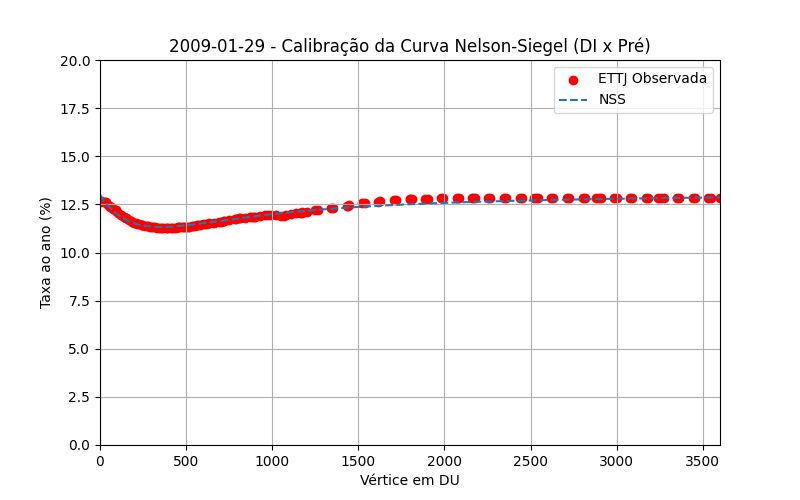 2009-01-29 - Calibração da Curva Nelson-Siegel (DI x Pré)
ETTJ Observada
NSS
Taxa ao ano (%)
20.0
17.5
15.0
12.5
10.0
7.5
5.0
2.5
0.0
0 500 1000 1500 2000 2500 3000 3500
Vértice em DU